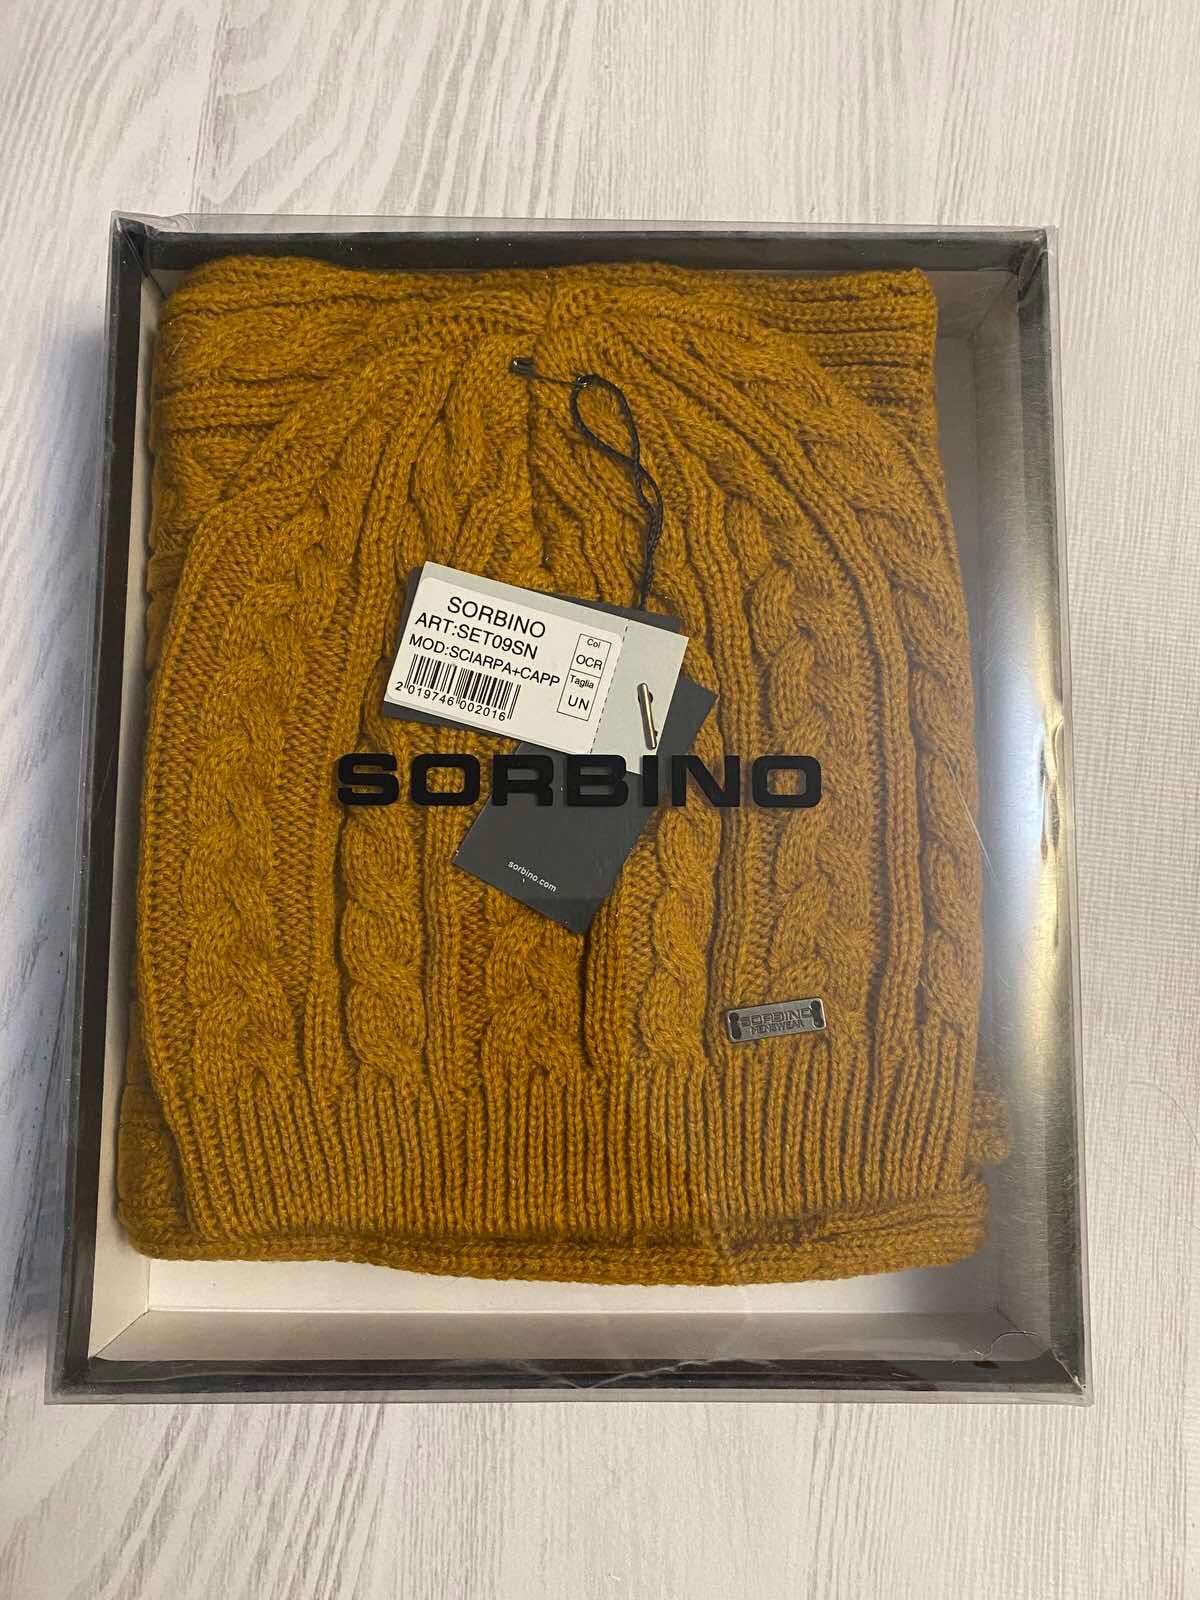 SORBINO
ART:SET09SN
MOD:SCIARPA+CAPP
Col
OCR
Taglia
UN
2 019746 002016
SORBINO
sorbino.com
SORBINO
MENSWEAR